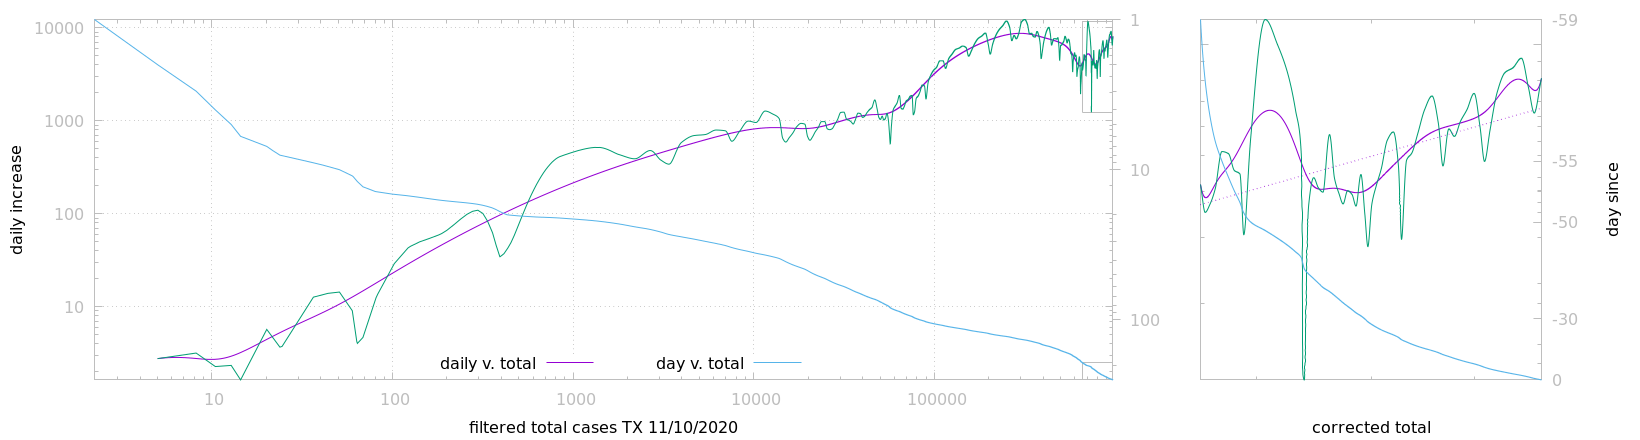 10000
1000
100
10
daily increase
daily v. total
day v. total
10
100
1000
10000
100000
filtered total cases TX 11/10/2020
1
10
100
-59
-55
-50
-30
0
day since
corrected total